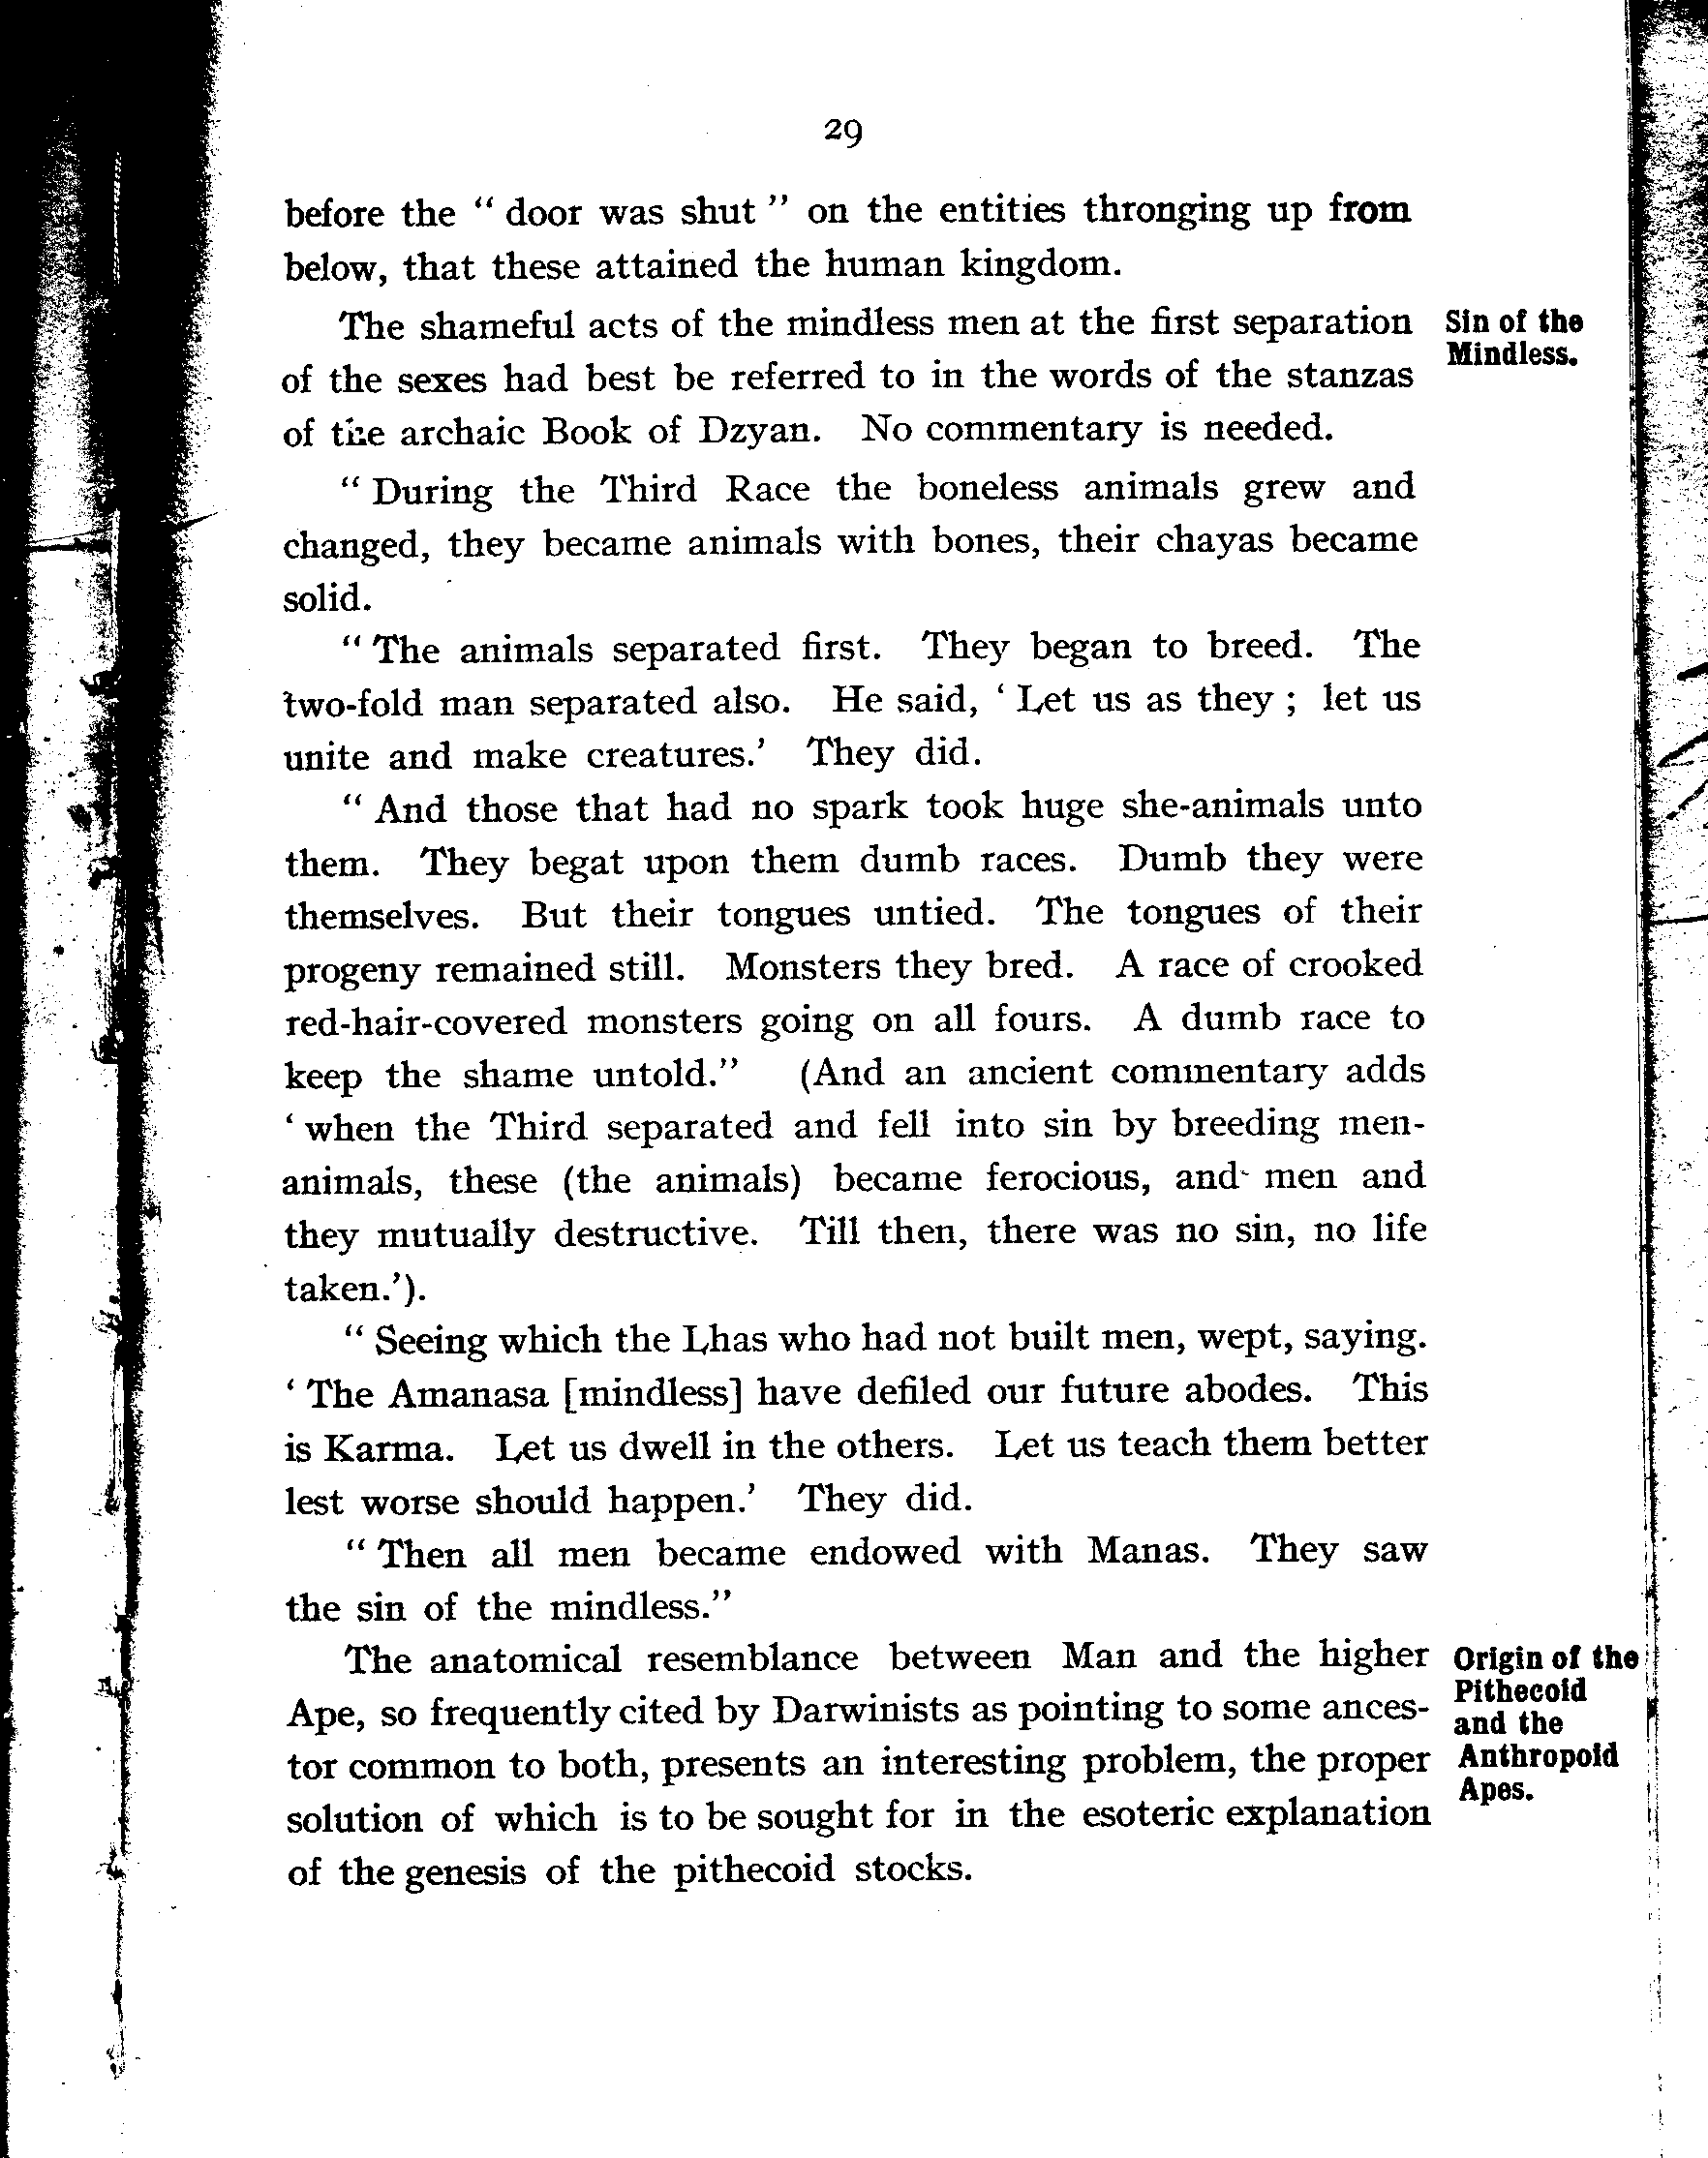 29
before the “ door was shut ” on the entities thronging up from
below, that these attained the human kingdom.
The shameful acts of the mindless men at the first separation
Sin of the
Mindless.
of the sexes had best be referred to in the words of the stanzas
of the archaic Book of Dzyan. No commentary is needed.
“ During the Third Race the boneless animals grew and
changed, they became animals with bones, their chayas became
solid.
“ The animals separated first. They began to breed. The
two-fold man separated also. He said, ‘ Let us as they ; let us
unite and make creatures.’ They did.
“ And those that had no spark took huge she-animals unto
them. They begat upon them dumb races. Dumb they were
themselves. But their tongues untied. The tongues of their
progeny remained still. Monsters they bred. A race of crooked
red-hair-covered monsters going on all fours. A dumb race to
keep the shame untold.” (And an ancient commentary adds
‘ when the Third separated and fell into sin by breeding men-
animals, these (the animals) became ferocious, and men and
they mutually destructive. Till then, there was no sin, no life
taken.’).
“ Seeing which the Lhas who had not built men, wept, saying.
‘ The Amanasa [mindless] have defiled our future abodes. This
is Karma. Let us dwell in the others. Let us teach them better
lest worse should happen.’ They did.
“ Then all men became endowed with Manas. They saw
the sin of the mindless.”
The anatomical resemblance between Man and the higher
Ape, so frequently cited by Darwinists as pointing to some ances-
tor common to both, presents an interesting problem, the proper
solution of which is to be sought for in the esoteric explanation
of the genesis of the pithecoid stocks.
Origin of the
Pithecoid
and the
Anthropoid
Apes.